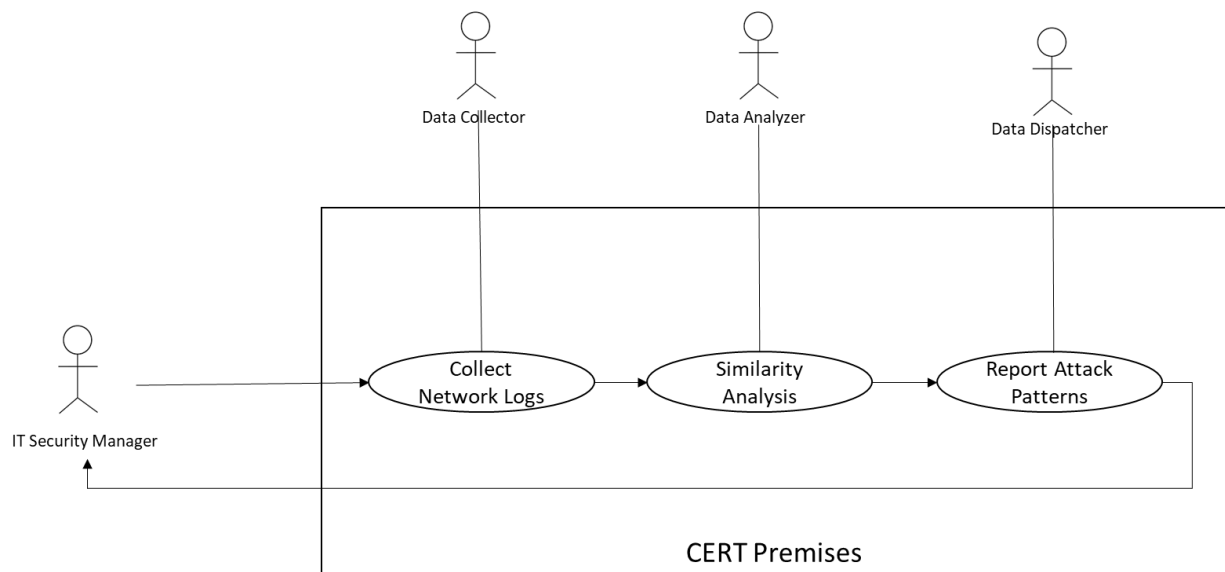 Data Collector
Data Analyzer
Data Dispatcher
Collect
Network Logs
Similarity
Analysis
Report Attack
Patterns
IT Security Manager
CERT Premises